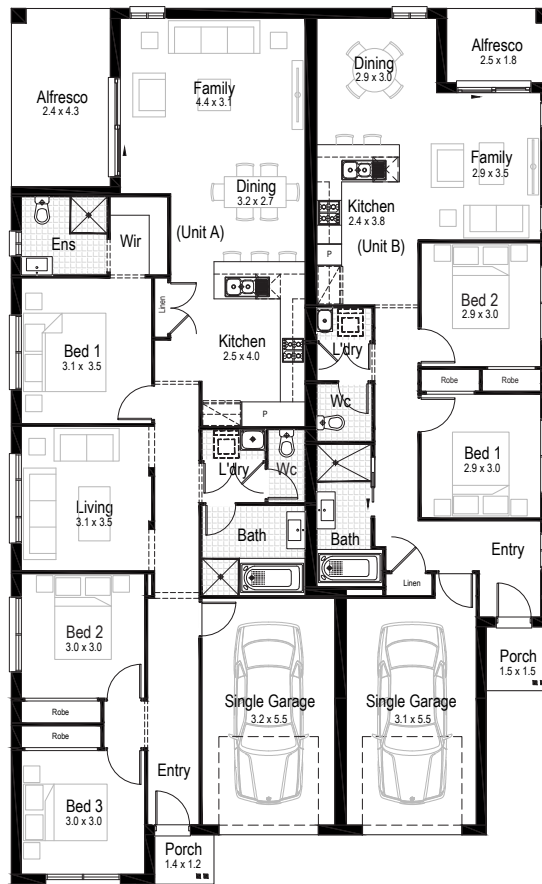 Alfresco
2.4 x 4.3
Family
4.4 x 3.1
Dining
2.9 x 3.0
Alfresco
2.5 x 1.8
Dining
3.2 x 2.7
(Unit A)
Kitchen
2.4 x 3.8
(Unit B)
Family
2.9 x 3.5
P
Ens
Wir
Linen
Bed 1
3.1 x 3.5
Kitchen
2.5 x 4.0
P
L'dry
Wc
Bed 2
2.9 x 3.0
Robe
Robe
Bed 1
2.9 x 3.0
Living
3.1 x 3.5
L'dry
Wc
Bath
Bath
Linen
Entry
Bed 2
3.0 x 3.0
Robe
Robe
Bed 3
3.0 x 3.0
Entry
Porch
1.4 x 1.2
Single Garage
3.2 x 5.5
Single Garage
3.1 x 5.5
Porch
1.5 x 1.5